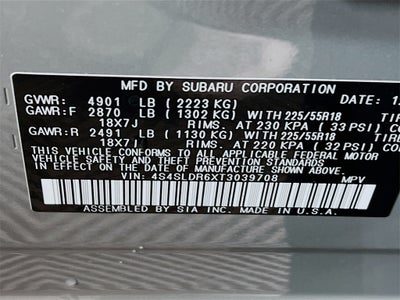 MFD BY SUBARU CORPORATION
GVWR: 4901 LB (2223 KG) DATE: 12
GAWR:F 2870 LB (1302 KG) WITH 225/55R18 TIR
18X7J RIMS. AT 230 KPA (33 PSI)
GAWR:R 2491 LB (1130 KG) WITH 225/55R18 TIRE
18X7J RIMS. AT 220 KPA (32 PSI)
THIS VEHICLE CONFORMS TO ALL APPLICABLE FEDERAL MOTOR
VEHICLE SAFETY AND THEFT PREVENTION STANDARDS
IN EFFECT ON THE DATE OF MANUFACTURE SHOWN ABOVE.
VIN: 4S4SLDR6XT3039708 MPV
ASSEMBLED BY SIA INC. MADE IN U.S.A.